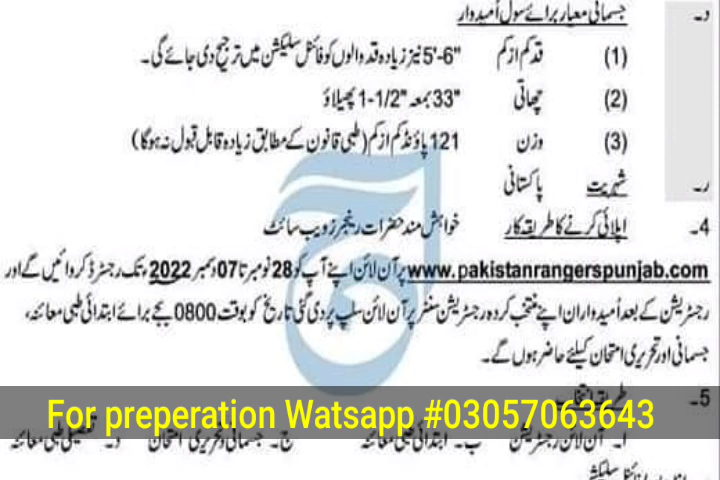 د۔ جسمانی معیار برائے سول اُمیدوار
(1) قد کم از کم 5'-6" نیز زیادہ قد والوں کو فائنل سلیکشن میں ترجیح دی جائے گی۔
(2) چھاتی 33" بمعہ 1-1/2" پھیلاؤ
(3) وزن 121 پاؤنڈ کم از کم (طبی قانون کے مطابق زیادہ قابل قبول نہ ہوگا)
ر۔ شہریت پاکستانی
4۔ اپلائی کرنے کا طریقہ کار خواہش مند حضرات رینجرز ویب سائٹ
www.pakistanrangerspunjab.com پر آن لائن اپنے آپ کو 28 نومبر تا 07 دسمبر 2022ء تک رجسٹرڈ کروائیں گے اور
رجسٹریشن کے بعد اُمیدواران اپنے منتخب کردہ رجسٹریشن سنٹر پر آن لائن سلپ پر دی گئی تاریخ کو بوقت 0800 بجے برائے ابتدائی طبی معائنہ،
جسمانی اور تحریری امتحان کیلئے حاضر ہوں گے۔
5۔ طریقہ انتخاب
For preperation Watsapp #03057063643
ا۔ آن لائن رجسٹریشن ب۔ ابتدائی طبی معائنہ ج۔ جسمانی و تحریری امتحان د۔ تفصیلی طبی معائنہ